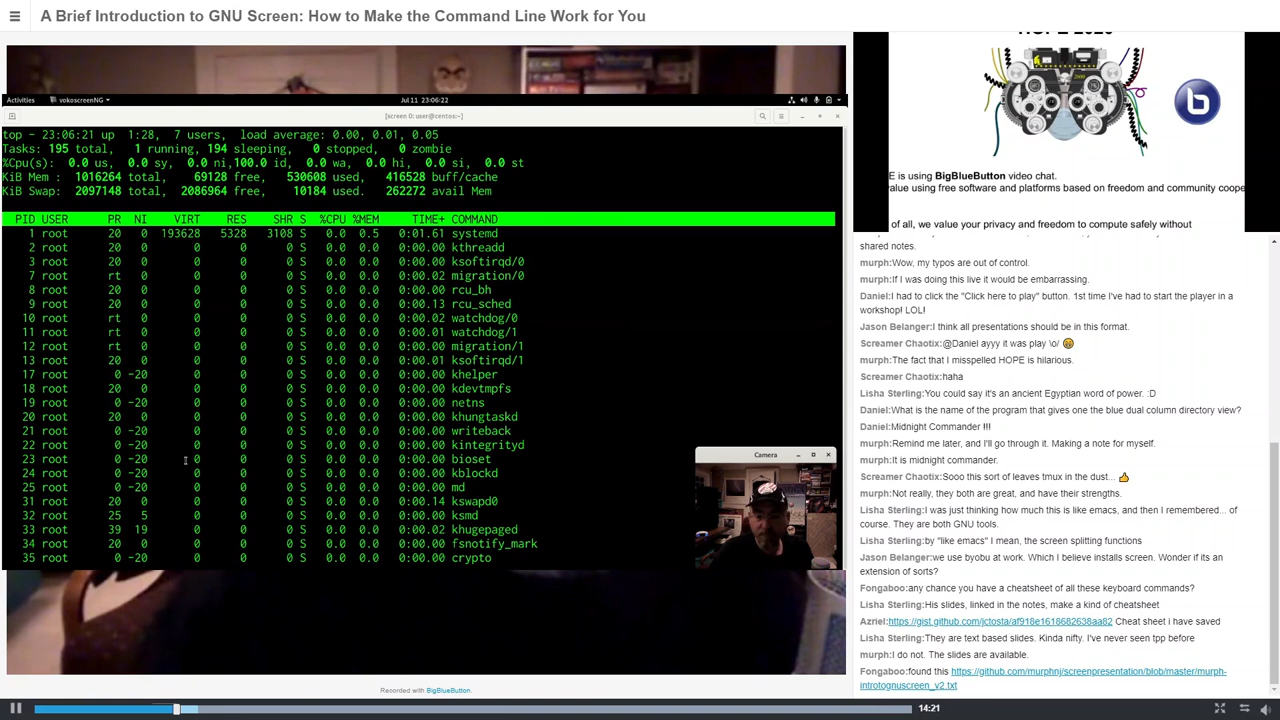 A Brief Introduction to GNU Screen: How to Make the Command Line Work for You
Activities
vokoscreenNG
Jul 11 23:06:22
[screen 0: user@centos:~]
top - 23:06:21 up 1:28, 7 users, load average: 0.00, 0.01, 0.05
Tasks: 195 total, 1 running, 194 sleeping, 0 stopped, 0 zombie
%Cpu(s): 0.0 us, 0.0 sy, 0.0 ni,100.0 id, 0.0 wa, 0.0 hi, 0.0 si, 0.0 st
KiB Mem : 1016264 total, 69128 free, 530608 used, 416528 buff/cache
KiB Swap: 2097148 total, 2086964 free, 10184 used. 262272 avail Mem
PID USER PR NI VIRT RES SHR S %CPU %MEM TIME+ COMMAND
1 root 20 0 193628 5328 3108 S 0.0 0.5 0:01.61 systemd
2 root 20 0 0 0 0 S 0.0 0.0 0:00.00 kthreadd
3 root 20 0 0 0 0 S 0.0 0.0 0:00.00 ksoftirqd/0
7 root rt 0 0 0 0 S 0.0 0.0 0:00.02 migration/0
8 root 20 0 0 0 0 S 0.0 0.0 0:00.00 rcu_bh
9 root 20 0 0 0 0 S 0.0 0.0 0:00.13 rcu_sched
10 root rt 0 0 0 0 S 0.0 0.0 0:00.02 watchdog/0
11 root rt 0 0 0 0 S 0.0 0.0 0:00.01 watchdog/1
12 root rt 0 0 0 0 S 0.0 0.0 0:00.00 migration/1
13 root 20 0 0 0 0 S 0.0 0.0 0:00.01 ksoftirqd/1
17 root 0 -20 0 0 0 S 0.0 0.0 0:00.00 khelper
18 root 20 0 0 0 0 S 0.0 0.0 0:00.00 kdevtmpfs
19 root 0 -20 0 0 0 S 0.0 0.0 0:00.00 netns
20 root 20 0 0 0 0 S 0.0 0.0 0:00.00 khungtaskd
21 root 0 -20 0 0 0 S 0.0 0.0 0:00.00 writeback
22 root 0 -20 0 0 0 S 0.0 0.0 0:00.00 kintegrityd
23 root 0 -20 0 0 0 S 0.0 0.0 0:00.00 bioset
24 root 0 -20 0 0 0 S 0.0 0.0 0:00.00 kblockd
25 root 0 -20 0 0 0 S 0.0 0.0 0:00.00 md
31 root 20 0 0 0 0 S 0.0 0.0 0:00.14 kswapd0
32 root 25 5 0 0 0 S 0.0 0.0 0:00.00 ksmd
33 root 39 19 0 0 0 S 0.0 0.0 0:00.02 khugepaged
34 root 20 0 0 0 0 S 0.0 0.0 0:00.00 fsnotify_mark
35 root 0 -20 0 0 0 S 0.0 0.0 0:00.00 crypto
Camera
Recorded with BigBlueButton.
14:21
HOPE 2020
b
E is using BigBlueButton video chat.
value using free software and platforms based on freedom and community coope
of all, we value your privacy and freedom to compute safely without
shared notes.
murph:Wow, my typos are out of control.
murph:If I was doing this live it would be embarrassing.
Daniel:I had to click the "Click here to play" button. 1st time I've had to start the player in a
workshop! LOL!
Jason Belanger:I think all presentations should be in this format.
Screamer Chaotix:@Daniel ayyy it was play \o/ 
murph:The fact that I misspelled HOPE is hilarious.
Screamer Chaotix:haha
Lisha Sterling:You could say it's an ancient Egyptian word of power. :D
Daniel:What is the name of the program that gives one the blue dual column directory view?
Daniel:Midnight Commander !!!
murph:Remind me later, and I'll go through it. Making a note for myself.
murph:It is midnight commander.
Screamer Chaotix:Sooo this sort of leaves tmux in the dust... 👍
murph:Not really, they both are great, and have their strengths.
Lisha Sterling:I was just thinking how much this is like emacs, and then I remembered... of
course. They are both GNU tools.
Lisha Sterling:by "like emacs" I mean, the screen splitting functions
Jason Belanger:we use byobu at work. Which I believe installs screen. Wonder if its an
extension of sorts?
Fongaboo:any chance you have a cheatsheet of all these keyboard commands?
Lisha Sterling:His slides, linked in the notes, make a kind of cheatsheet
Azriel:https://gist.github.com/jctosta/af918e1618682638aa82 Cheat sheet i have saved
Lisha Sterling:They are text based slides. Kinda nifty. I've never seen tpp before
murph:I do not. The slides are available.
Fongaboo:found this https://github.com/murphnj/screenpresentation/blob/master/murph-
introtognuscreen_v2.txt